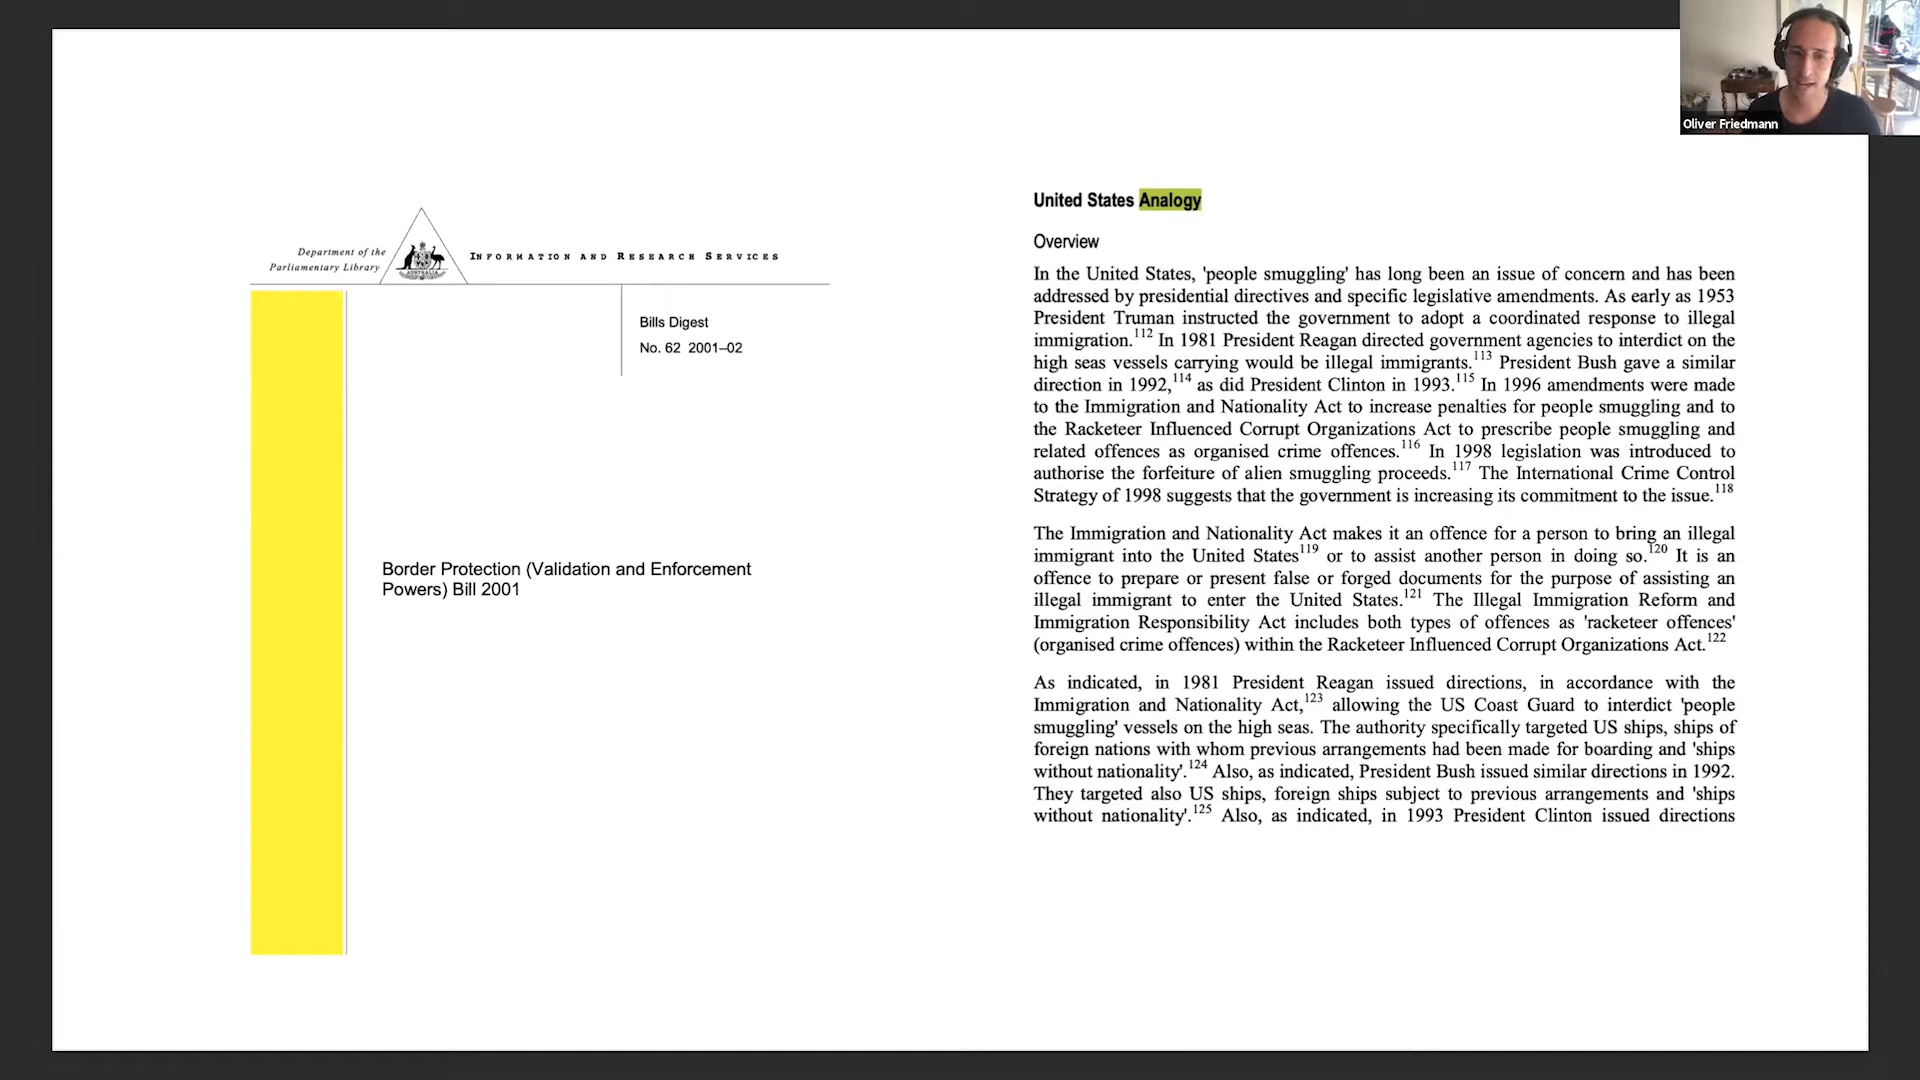 Oliver Friedmann
Department of the
Parliamentary Library
INFORMATION AND RESEARCH SERVICES
AUSTRALIA
Bills Digest
No. 62 2001–02
Border Protection (Validation and Enforcement
Powers) Bill 2001
United States Analogy
Overview
In the United States, 'people smuggling' has long been an issue of concern and has been
addressed by presidential directives and specific legislative amendments. As early as 1953
President Truman instructed the government to adopt a coordinated response to illegal
immigration.112 In 1981 President Reagan directed government agencies to interdict on the
high seas vessels carrying would be illegal immigrants.113 President Bush gave a similar
direction in 1992,114 as did President Clinton in 1993.115 In 1996 amendments were made
to the Immigration and Nationality Act to increase penalties for people smuggling and to
the Racketeer Influenced Corrupt Organizations Act to prescribe people smuggling and
related offences as organised crime offences.116 In 1998 legislation was introduced to
authorise the forfeiture of alien smuggling proceeds.117 The International Crime Control
Strategy of 1998 suggests that the government is increasing its commitment to the issue.118
The Immigration and Nationality Act makes it an offence for a person to bring an illegal
immigrant into the United States119 or to assist another person in doing so.120 It is an
offence to prepare or present false or forged documents for the purpose of assisting an
illegal immigrant to enter the United States.121 The Illegal Immigration Reform and
Immigration Responsibility Act includes both types of offences as 'racketeer offences'
(organised crime offences) within the Racketeer Influenced Corrupt Organizations Act.122
As indicated, in 1981 President Reagan issued directions, in accordance with the
Immigration and Nationality Act,123 allowing the US Coast Guard to interdict 'people
smuggling' vessels on the high seas. The authority specifically targeted US ships, ships of
foreign nations with whom previous arrangements had been made for boarding and 'ships
without nationality'.124 Also, as indicated, President Bush issued similar directions in 1992.
They targeted also US ships, foreign ships subject to previous arrangements and 'ships
without nationality'.125 Also, as indicated, in 1993 President Clinton issued directions